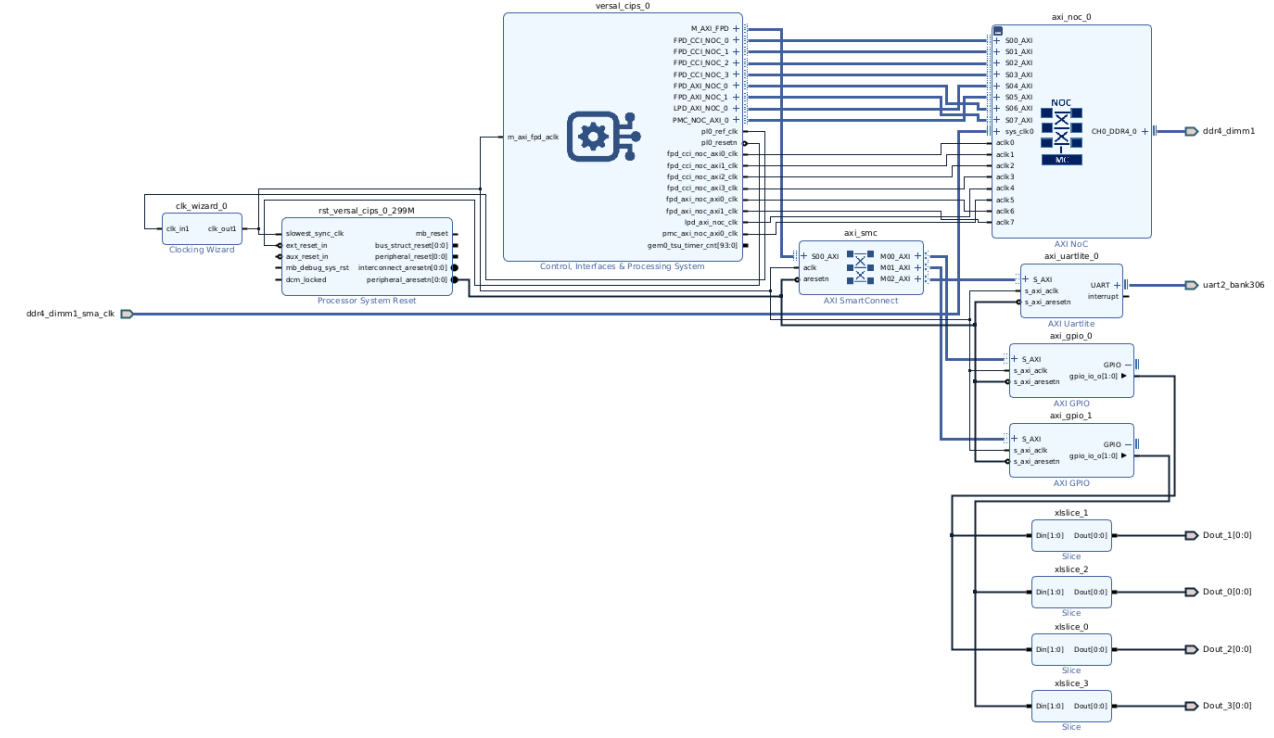 versal_cips_0
M_AXI_FPD
FPD_CCI_NOC_0
FPD_CCI_NOC_1
FPD_CCI_NOC_2
FPD_CCI_NOC_3
FPD_AXI_NOC_0
FPD_AXI_NOC_1
LPD_AXI_NOC_0
PMC_NOC_AXI_0
m_axi_fpd_aclk
pl0_ref_clk
pl0_resetn
fpd_cci_noc_axi0_clk
fpd_cci_noc_axi1_clk
fpd_cci_noc_axi2_clk
fpd_cci_noc_axi3_clk
fpd_axi_noc_axi0_clk
fpd_axi_noc_axi1_clk
lpd_axi_noc_clk
pmc_axi_noc_axi0_clk
gem0_tsu_timer_cnt[93:0]
Control, Interfaces & Processing System
axi_noc_0
S00_AXI
S01_AXI
S02_AXI
S03_AXI
S04_AXI
S05_AXI
S06_AXI
S07_AXI
sys_clk0
aclk0
aclk1
aclk2
aclk3
aclk4
aclk5
aclk6
aclk7
NOC
MC
CH0_DDR4_0
ddr4_dimm1
AXI NoC
clk_wizard_0
clk_in1
clk_out1
Clocking Wizard
rst_versal_cips_0_299M
slowest_sync_clk
ext_reset_in
aux_reset_in
mb_debug_sys_rst
dcm_locked
mb_reset
bus_struct_reset[0:0]
peripheral_reset[0:0]
interconnect_aresetn[0:0]
peripheral_aresetn[0:0]
Processor System Reset
axi_smc
S00_AXI
aclk
aresetn
M00_AXI
M01_AXI
M02_AXI
AXI SmartConnect
axi_uartlite_0
S_AXI
s_axi_aclk
s_axi_aresetn
UART
interrupt
uart2_bank306
AXI Uartlite
ddr4_dimm1_sma_clk
axi_gpio_0
S_AXI
s_axi_aclk
s_axi_aresetn
GPIO
gpio_io_o[1:0]
AXI GPIO
axi_gpio_1
S_AXI
s_axi_aclk
s_axi_aresetn
GPIO
gpio_io_o[1:0]
AXI GPIO
xlslice_1
Din[1:0] Dout[0:0]
Dout_1[0:0]
Slice
xlslice_2
Din[1:0] Dout[0:0]
Dout_0[0:0]
Slice
xlslice_0
Din[1:0] Dout[0:0]
Dout_2[0:0]
Slice
xlslice_3
Din[1:0] Dout[0:0]
Dout_3[0:0]
Slice